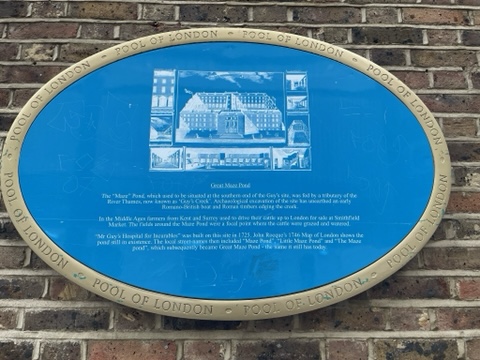 POOL OF LONDON POOL OF LONDON POOL OF LONDON POOL OF LONDON POOL OF LONDON POOL OF LONDON POOL OF LONDON POOL OF LONDON
Great Maze Pond
The "Maze" Pond, which used to be situated at the southern end of the Guy's site, was fed by a tributary of the
River Thames, now known as 'Guy's Creek'. Archaeological excavation of the site has unearthed an early
Romano-British boat and Roman timbers edging the creek.
In the Middle Ages farmers from Kent and Surrey used to drive their cattle up to London for sale at Smithfield
Market. The Fields around the Maze Pond were a focal point where the cattle were grazed and watered.
"Mr Guy's Hospital for Incurables" was built on this site in 1725. John Rocque's 1746 Map of London shows the
pond still in existence. The local street names then included "Maze Pond", "Little Maze Pond" and "The Maze
pond", which subsequently became Great Maze Pond - the name it still has today.